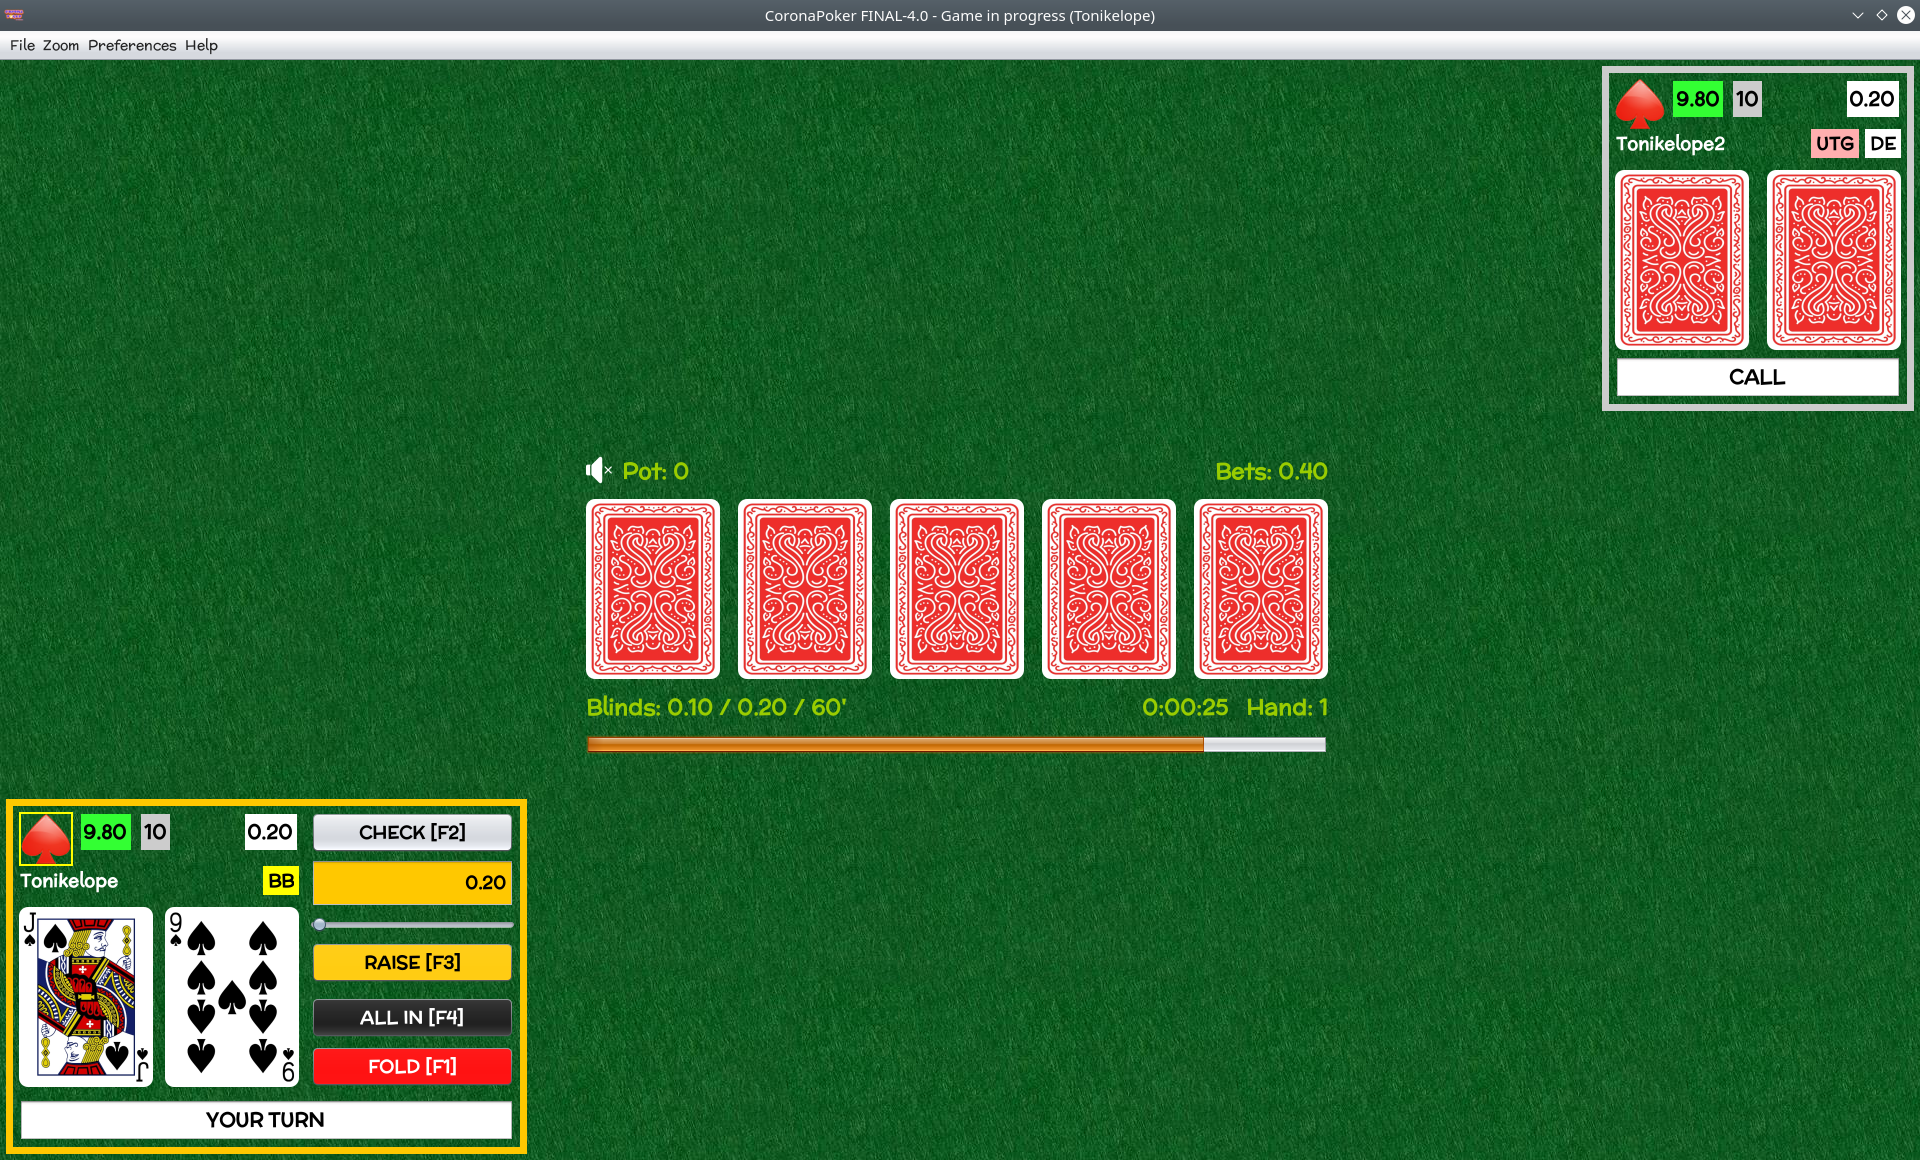 CoronaPoker FINAL-4.0 - Game in progress (Tonikelope)
File Zoom Preferences Help
9.80 10 0.20
Tonikelope2 UTG DE
CALL
Pot: 0 Bets: 0.40
Blinds: 0.10 / 0.20 / 60' 0:00:25 Hand: 1
9.80 10 0.20 CHECK [F2]
Tonikelope BB 0.20
J 9
RAISE [F3]
ALL IN [F4]
FOLD [F1]
J 9
YOUR TURN